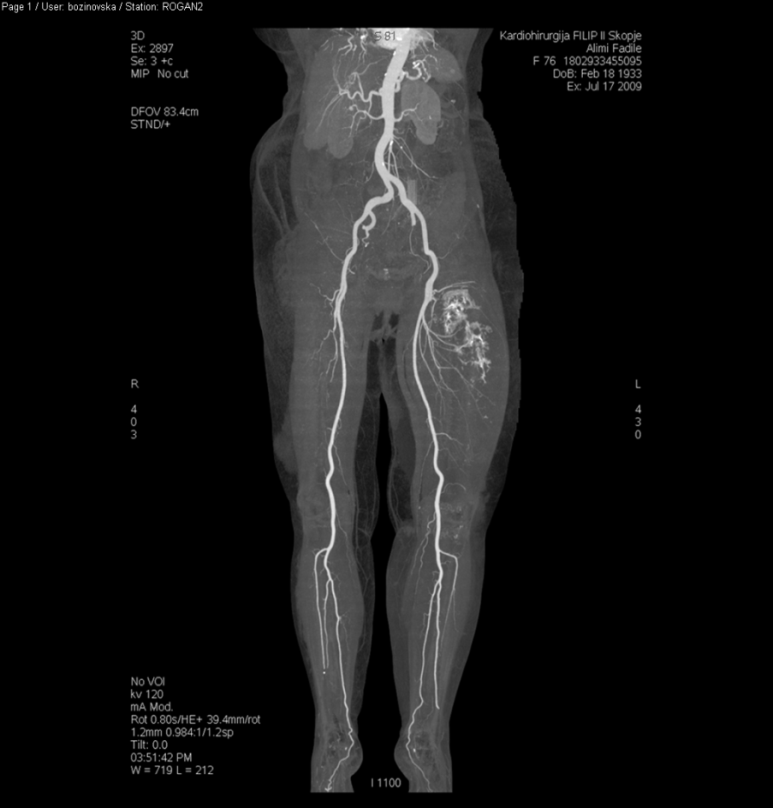 Page 1 / User: bozinovska / Station: ROGAN2
3D
Ex: 2897
Se: 3 +c
MIP No cut
DFOV 83.4cm
STND/+
S 81
Kardiohirurgija FILIP II Skopje
Alimi Fadile
F 76 1802933455095
DoB: Feb 18 1933
Ex: Jul 17 2009
R
4
0
3
L
4
3
0
No VOI
kv 120
mA Mod.
Rot 0.80s/HE+ 39.4mm/rot
1.2mm 0.984:1/1.2sp
Tilt: 0.0
03:51:42 PM
W = 719 L = 212
I 1100